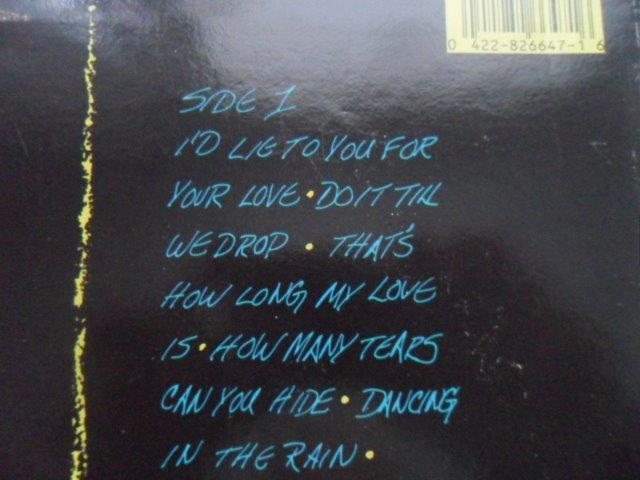 0 422-826647-1 6
SIDE 1
I'D LIE TO YOU FOR
YOUR LOVE • DO IT TILL
WE DROP • THAT'S
HOW LONG MY LOVE
IS • HOW MANY TEARS
CAN YOU HIDE • DANCING
IN THE RAIN •